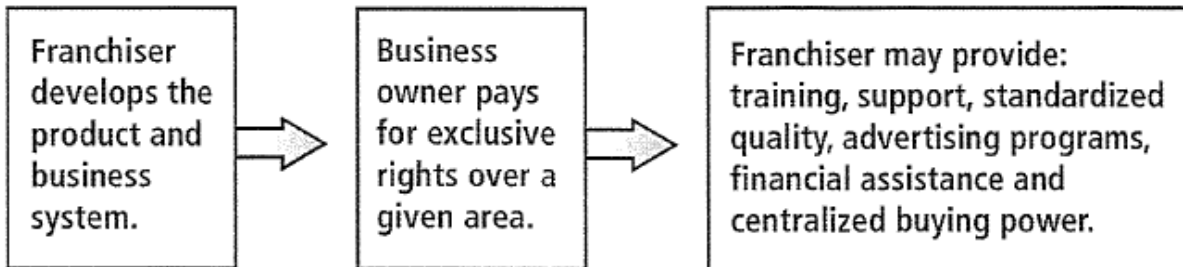 Franchiser
develops the
product and
business
system.
Business
owner pays
for exclusive
rights over a
given area.
Franchiser may provide:
training, support, standardized
quality, advertising programs,
financial assistance and
centralized buying power.